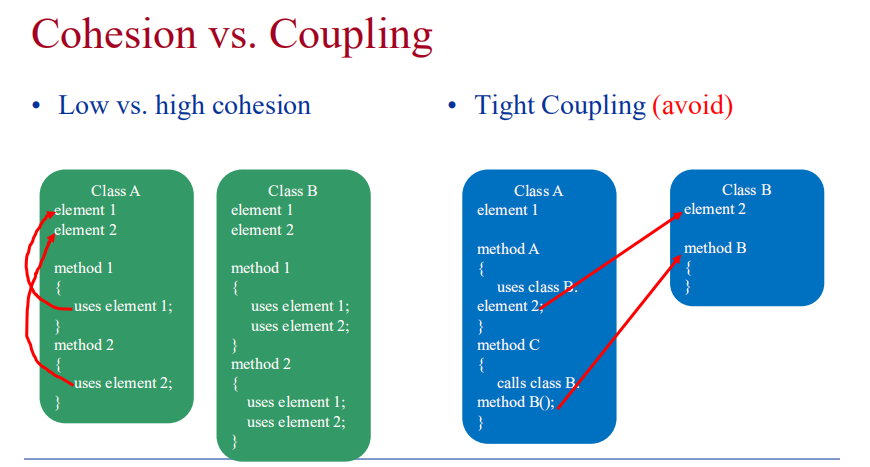 Cohesion vs. Coupling
• Low vs. high cohesion
• Tight Coupling (avoid)
Class A
element 1
element 2
method 1
{
uses element 1;
}
method 2
{
uses element 2;
}
Class B
element 1
element 2
method 1
{
uses element 1;
uses element 2;
}
method 2
{
uses element 1;
uses element 2;
}
Class A
element 1
method A
{
uses class B.
element 2;
}
method C
{
calls class B.
method B();
}
Class B
element 2
method B
{
}